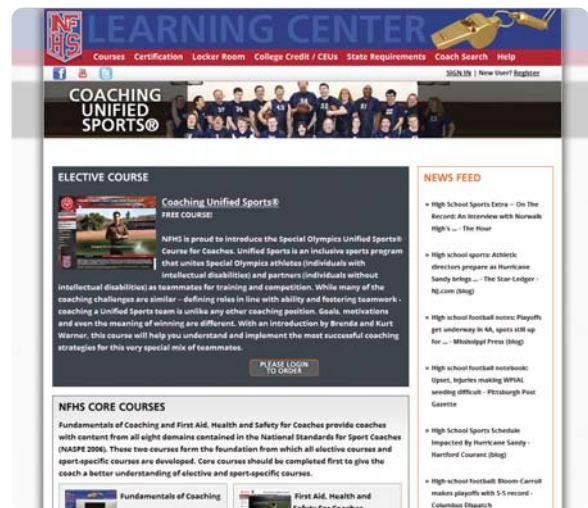 NF
HS
LEARNING CENTER
Courses Certification Locker Room College Credit / CEUs State Requirements Coach Search Help
SIGN IN | New User? Register
COACHING
UNIFIED
SPORTS®
ELECTIVE COURSE
Coaching Unified Sports®
FREE COURSE!
NFHS is proud to introduce the Special Olympics Unified Sports®
Course for Coaches. Unified Sports is an inclusive sports program
that unites Special Olympics athletes (individuals with
intellectual disabilities) and partners (individuals without
intellectual disabilities) as teammates for training and competition. While many of the
coaching challenges are similar - defining roles in line with ability and fostering teamwork -
coaching a Unified Sports team is unlike any other coaching position. Goals, motivations
and even the meaning of winning are different. With an introduction by Brenda and Kurt
Warner, this course will help you understand and implement the most successful coaching
strategies for this very special mix of teammates.
PLEASE LOGIN
TO ORDER
NFHS CORE COURSES
Fundamentals of Coaching and First Aid, Health and Safety for Coaches provide coaches
with content from all eight domains contained in the National Standards for Sport Coaches
(NASPE 2006). These two courses form the foundation from which all elective courses and
sport-specific courses are developed. Core courses should be completed first to give the
coach a better understanding of elective and sport-specific courses.
Fundamentals of Coaching
First Aid, Health and
Safety For Coaches
NEWS FEED
» High School Sports Extra -- On The
Record: An Interview with Norwalk
High's ... - The Hour
» High school sports: Athletic
directors prepare as Hurricane
Sandy brings ... - The Star-Ledger -
NJ.com (blog)
» High school football notes: Playoffs
get underway in 4A, spots still up
for ... - Mississippi Press (blog)
» High school football notebook:
Upset, injuries making WPIAL
seeding difficult - Pittsburgh Post
Gazette
» High School Sports Schedule
Impacted By Hurricane Sandy -
Hartford Courant (blog)
» High school football: Bloom-Carroll
makes playoffs with 5-5 record -
Columbus Dispatch